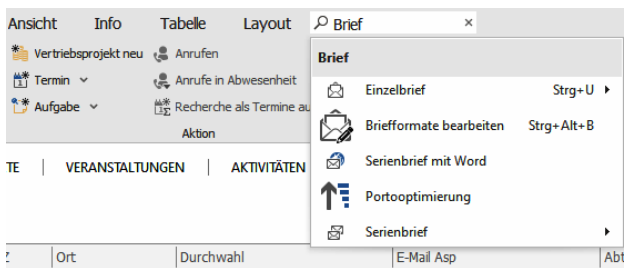 Ansicht Info Tabelle Layout Brief ×
Vertriebsprojekt neu Anrufen
Termin Anrufe in Abwesenheit
Aufgabe Recherche als Termine au
Aktion
Brief
Einzelbrief Strg+U
Briefformate bearbeiten Strg+Alt+B
Serienbrief mit Word
Portooptimierung
Serienbrief
TE | VERANSTALTUNGEN | AKTIVITÄTEN
Ort Durchwahl E-Mail Asp Abt